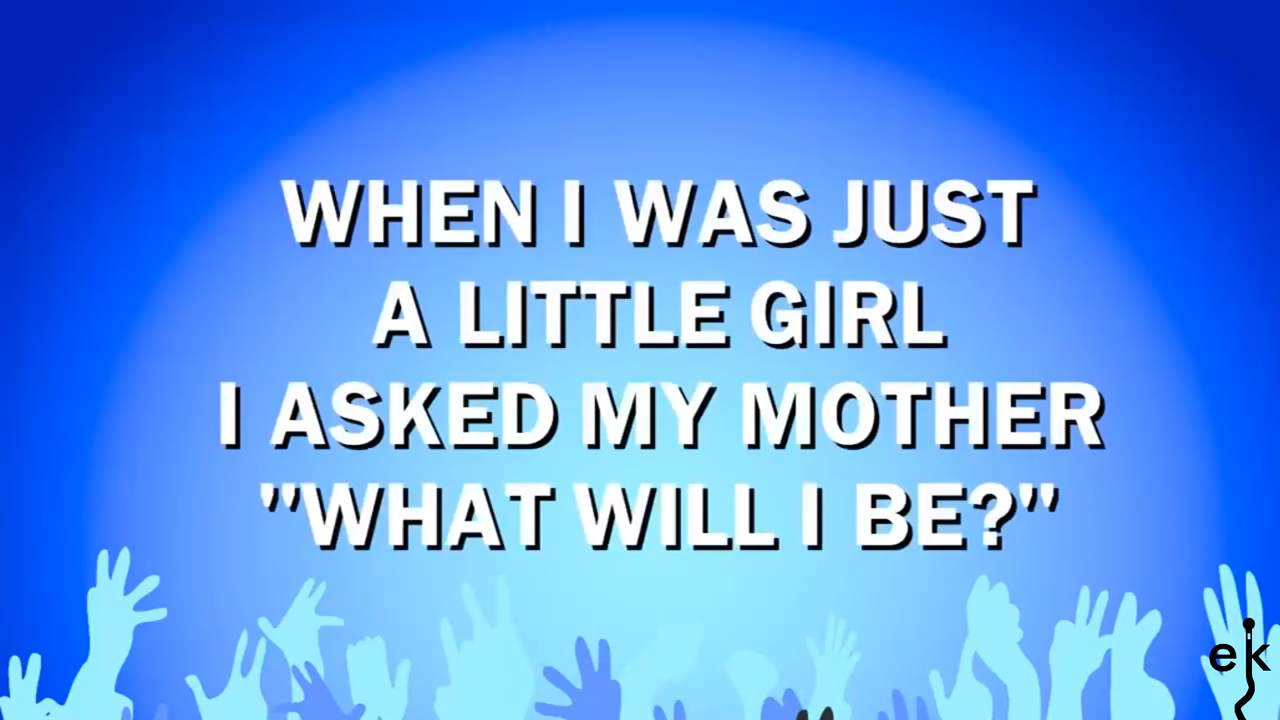 WHEN I WAS JUST
A LITTLE GIRL
I ASKED MY MOTHER
"WHAT WILL I BE?"
ek